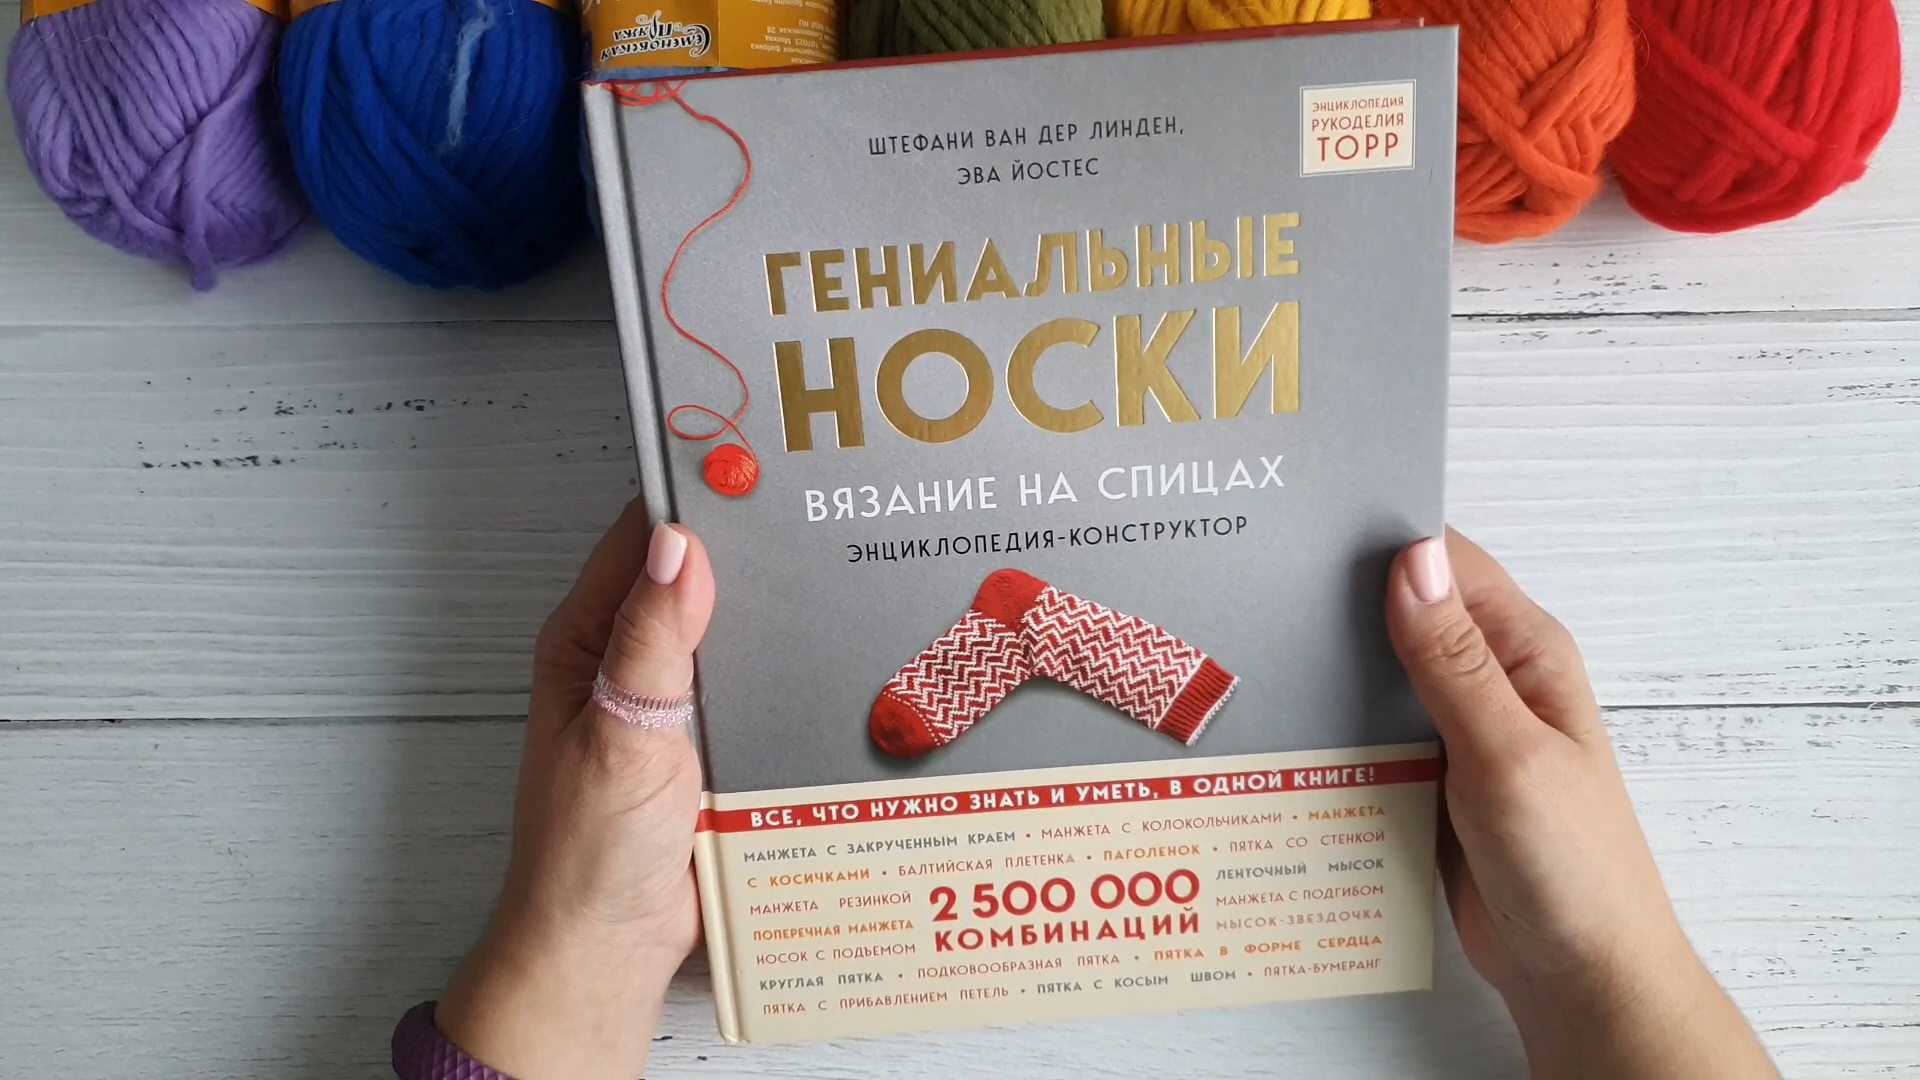 Семеновская
Пряжа
ШТЕФАНИ ВАН ДЕР ЛИНДЕН,
ЭВА ЙОСТЕС
ЭНЦИКЛОПЕДИЯ
РУКОДЕЛИЯ
ТОРР
ГЕНИАЛЬНЫЕ
НОСКИ
ВЯЗАНИЕ НА СПИЦАХ
ЭНЦИКЛОПЕДИЯ-КОНСТРУКТОР
ВСЕ, ЧТО НУЖНО ЗНАТЬ И УМЕТЬ, В ОДНОЙ КНИГЕ!
МАНЖЕТА С ЗАКРУЧЕННЫМ КРАЕМ • МАНЖЕТА С КОЛОКОЛЬЧИКАМИ • МАНЖЕТА
С КОСИЧКАМИ • БАЛТИЙСКАЯ ПЛЕТЕНКА • ПАГОЛЕНОК • ПЯТКА СО СТЕНКОЙ
МАНЖЕТА РЕЗИНКОЙ
ПОПЕРЕЧНАЯ МАНЖЕТА
НОСОК С ПОДЪЕМОМ
2 500 000
КОМБИНАЦИЙ
ЛЕНТОЧНЫЙ МЫСОК
МАНЖЕТА С ПОДГИБОМ
МЫСОК-ЗВЕЗДОЧКА
КРУГЛАЯ ПЯТКА • ПОДКОВООБРАЗНАЯ ПЯТКА • ПЯТКА В ФОРМЕ СЕРДЦА
ПЯТКА С ПРИБАВЛЕНИЕМ ПЕТЕЛЬ • ПЯТКА С КОСЫМ ШВОМ • ПЯТКА-БУМЕРАНГ